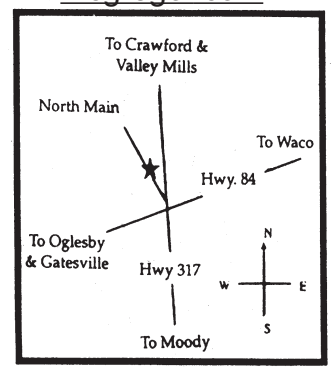 To Crawford &
Valley Mills
North Main
To Waco
Hwy. 84
To Oglesby
& Gatesville
Hwy 317
N
W
E
S
To Moody